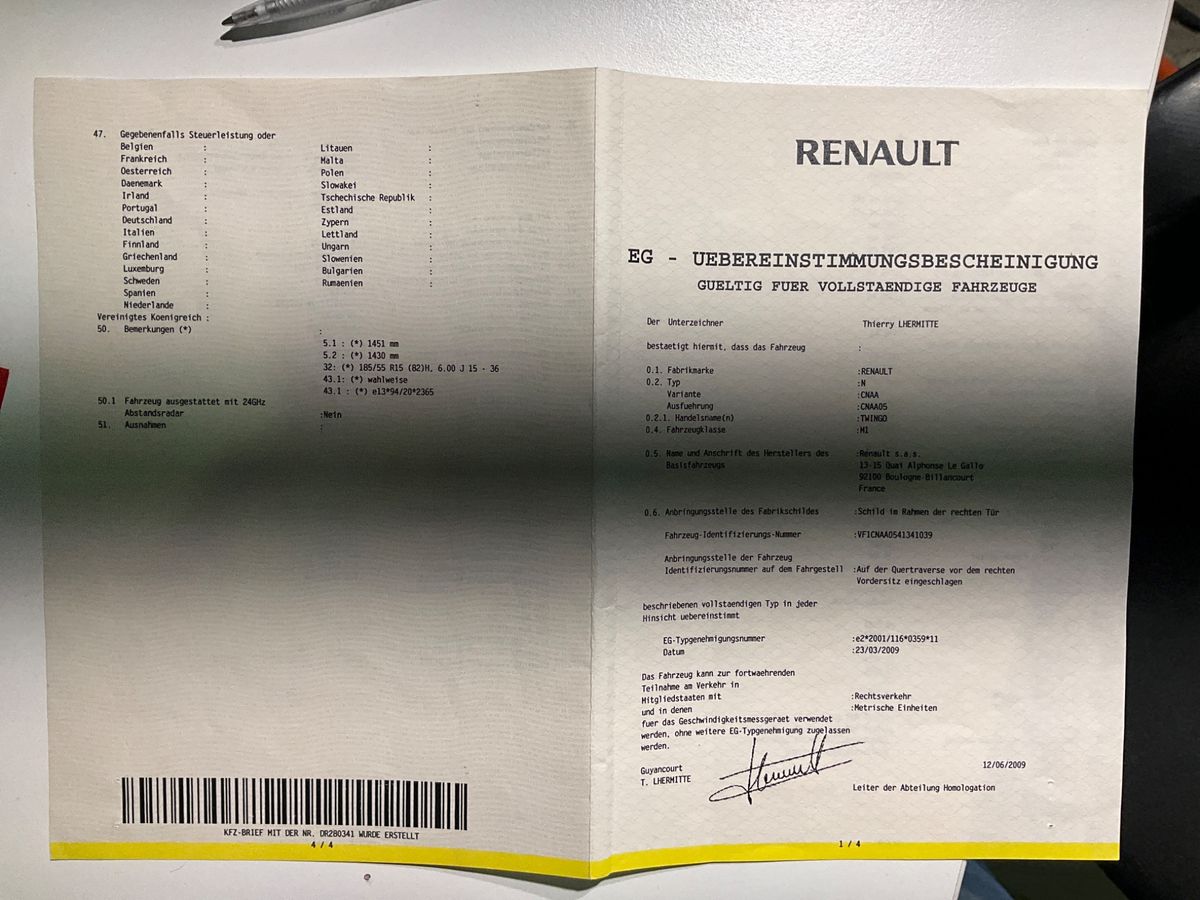 47. Gegebenenfalls Steuerleistung oder
Belgien :
Frankreich :
Oesterreich :
Daenemark :
Irland :
Portugal :
Deutschland :
Italien :
Finnland :
Griechenland :
Luxemburg :
Schweden :
Spanien :
Niederlande :
Vereinigtes Koenigreich :
Litauen :
Malta :
Polen :
Slowakei :
Tschechische Republik :
Estland :
Zypern :
Lettland :
Ungarn :
Slowenien :
Bulgarien :
Rumaenien :
50. Bemerkungen (*) :
5.1 : (*) 1451 mm
5.2 : (*) 1430 mm
32: (*) 185/55 R15 (82)H, 6.00 J 15 - 36
43.1: (*) wahlweise
43.1 : (*) e13*94/20*2365
50.1 Fahrzeug ausgestattet mit 24GHz
Abstandsradar :Nein
51. Ausnahmen :
KFZ-BRIEF MIT DER NR. DR280341 WURDE ERSTELLT
4 / 4
RENAULT
EG - UEBEREINSTIMMUNGSBESCHEINIGUNG
GUELTIG FUER VOLLSTAENDIGE FAHRZEUGE
Der Unterzeichner Thierry LHERMITTE
bestaetigt hiermit, dass das Fahrzeug :
0.1. Fabrikmarke :RENAULT
0.2. Typ :N
Variante :CNAA
Ausfuehrung :CNAA05
0.2.1. Handelsname(n) :TWINGO
0.4. Fahrzeugklasse :M1
0.5. Name und Anschrift des Herstellers des :Renault s.a.s.
Basisfahrzeugs 13-15 Quai Alphonse Le Gallo
92100 Boulogne-Billancourt
France
0.6. Anbringungsstelle des Fabrikschildes :Schild im Rahmen der rechten Tür
Fahrzeug-Identifizierungs-Nummer :VF1CNAA0541341039
Anbringungsstelle der Fahrzeug
Identifizierungsnummer auf dem Fahrgestell :Auf der Quertraverse vor dem rechten
Vordersitz eingeschlagen
beschriebenen vollstaendigen Typ in jeder
Hinsicht uebereinstimmt
EG-Typgenehmigungsnummer :e2*2001/116*0359*11
Datum :23/03/2009
Das Fahrzeug kann zur fortwaehrenden
Teilnahme am Verkehr in
Mitgliedstaaten mit :Rechtsverkehr
und in denen :Metrische Einheiten
fuer das Geschwindigkeitsmessgeraet verwendet
werden, ohne weitere EG-Typgenehmigung zugelassen
werden.
Guyancourt 12/06/2009
T. LHERMITTE
Leiter der Abteilung Homologation
1 / 4